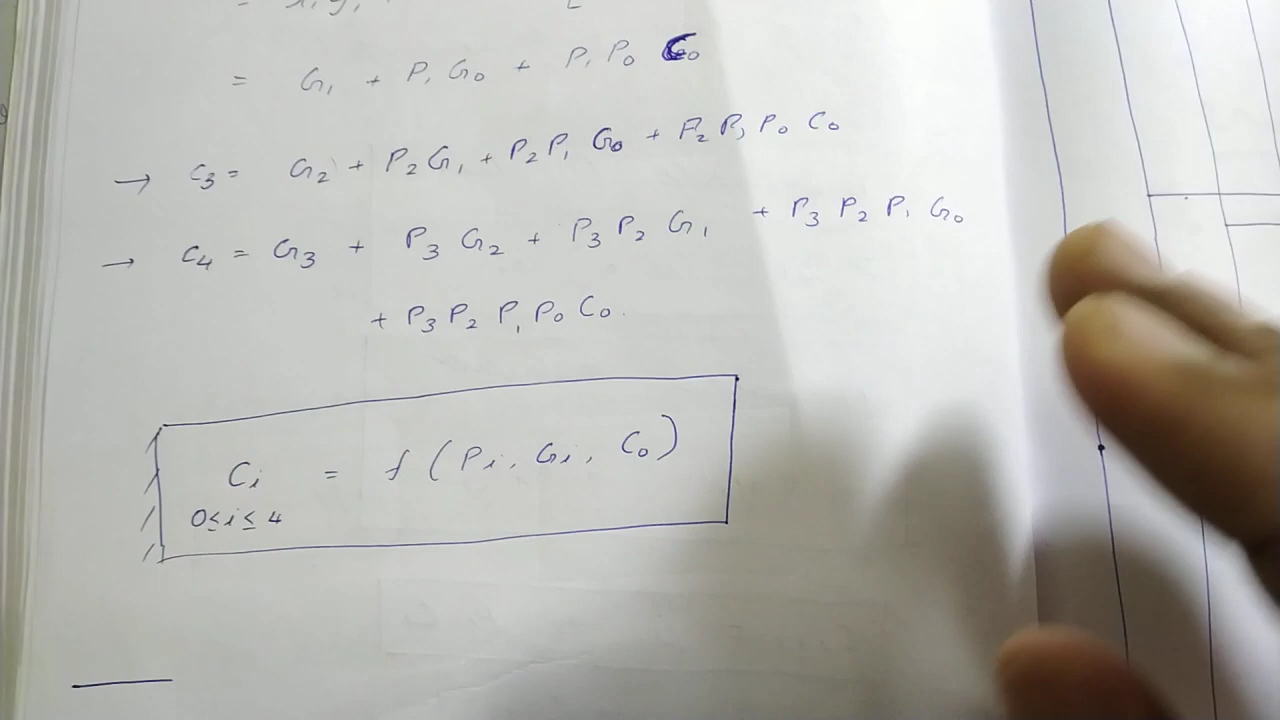 = G₁ + P₁ G₀ + P₁ P₀ C₀
→ C₃ = G₂ + P₂ G₁ + P₂ P₁ G₀ + P₂ P₁ P₀ C₀
→ C₄ = G₃ + P₃ G₂ + P₃ P₂ G₁ + P₃ P₂ P₁ G₀
+ P₃ P₂ P₁ P₀ C₀.
Cᵢ = f (Pᵢ, Gᵢ, C₀)
0≤i≤4